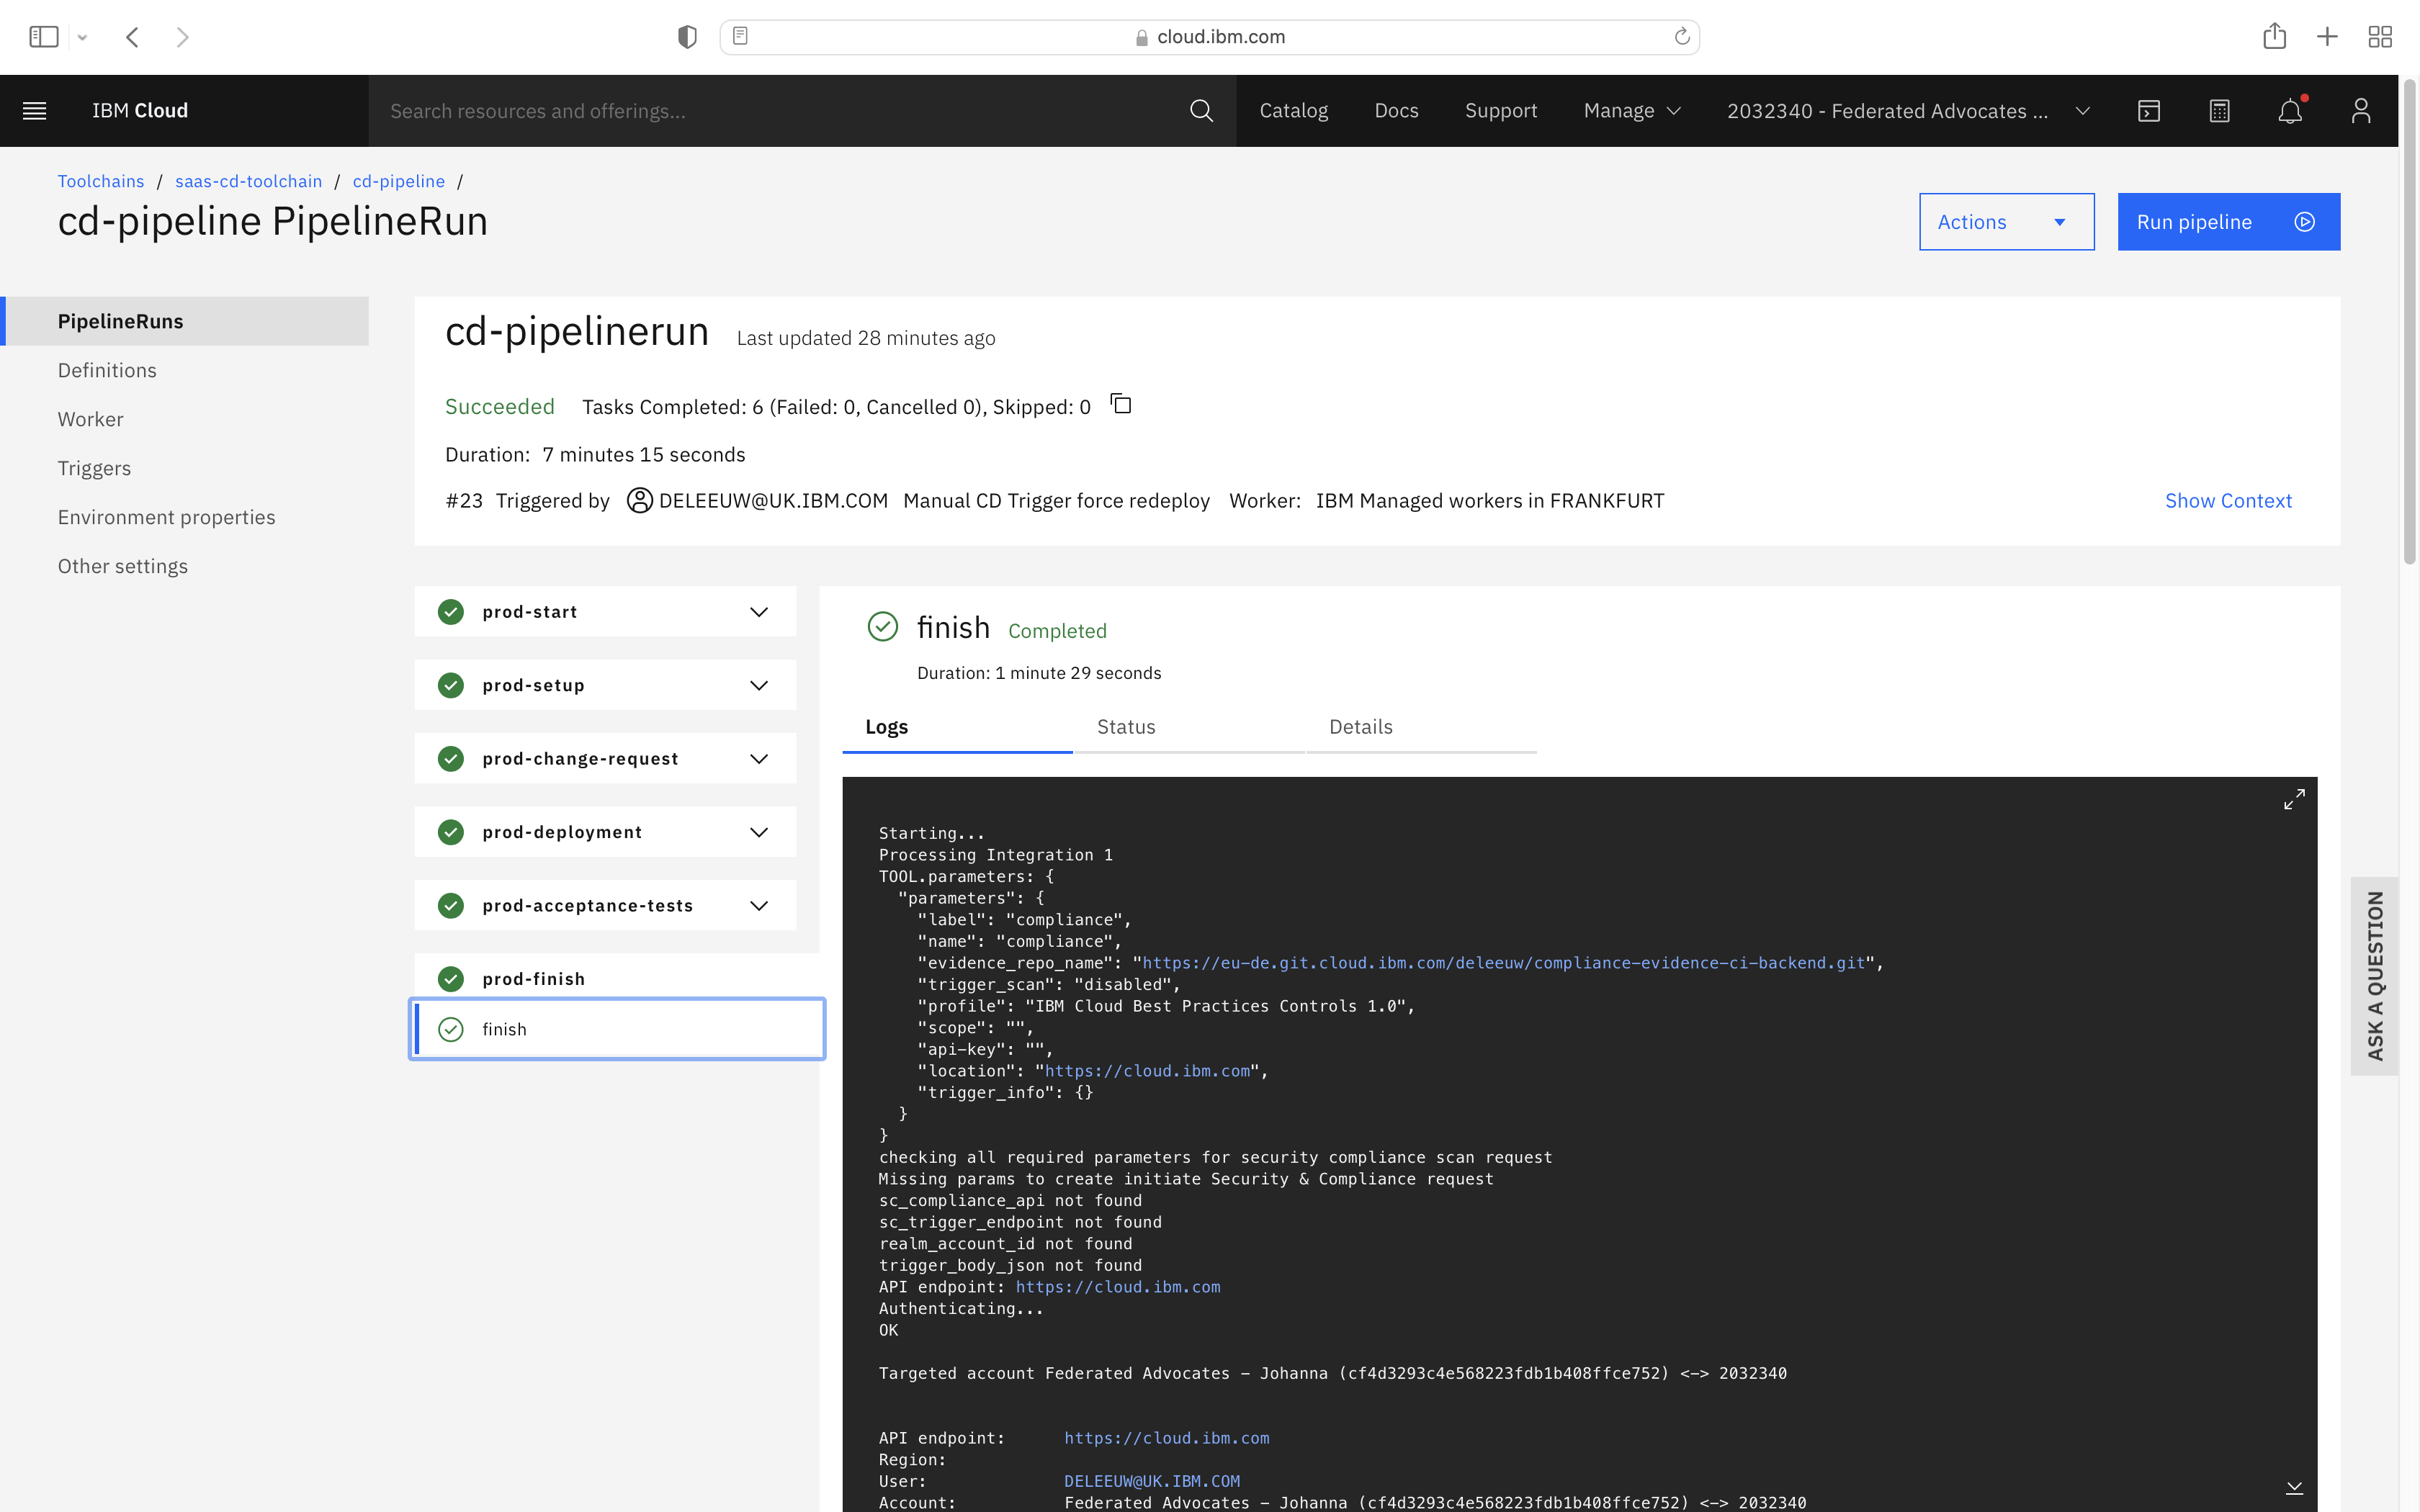 cloud.ibm.com
IBM Cloud
Search resources and offerings...
Catalog
Docs
Support
Manage
2032340 - Federated Advocates ...
Toolchains / saas-cd-toolchain / cd-pipeline /
cd-pipeline PipelineRun
Actions
Run pipeline
PipelineRuns
Definitions
Worker
Triggers
Environment properties
Other settings
cd-pipelinerun Last updated 28 minutes ago
Succeeded Tasks Completed: 6 (Failed: 0, Cancelled 0), Skipped: 0
Duration: 7 minutes 15 seconds
#23 Triggered by DELEEUW@UK.IBM.COM Manual CD Trigger force redeploy Worker: IBM Managed workers in FRANKFURT
Show Context
prod-start
prod-setup
prod-change-request
prod-deployment
prod-acceptance-tests
prod-finish
finish
finish Completed
Duration: 1 minute 29 seconds
Logs
Status
Details
Starting...
Processing Integration 1
TOOL.parameters: {
"parameters": {
"label": "compliance",
"name": "compliance",
"evidence_repo_name": "https://eu-de.git.cloud.ibm.com/deleeuw/compliance-evidence-ci-backend.git",
"trigger_scan": "disabled",
"profile": "IBM Cloud Best Practices Controls 1.0",
"scope": "",
"api-key": "",
"location": "https://cloud.ibm.com",
"trigger_info": {}
}
}
checking all required parameters for security compliance scan request
Missing params to create initiate Security & Compliance request
sc_compliance_api not found
sc_trigger_endpoint not found
realm_account_id not found
trigger_body_json not found
API endpoint: https://cloud.ibm.com
Authenticating...
OK
Targeted account Federated Advocates - Johanna (cf4d3293c4e568223fdb1b408ffce752) <-> 2032340
API endpoint: https://cloud.ibm.com
Region:
User: DELEEUW@UK.IBM.COM
Account: Federated Advocates - Johanna (cf4d3293c4e568223fdb1b408ffce752) <-> 2032340
ASK A QUESTION